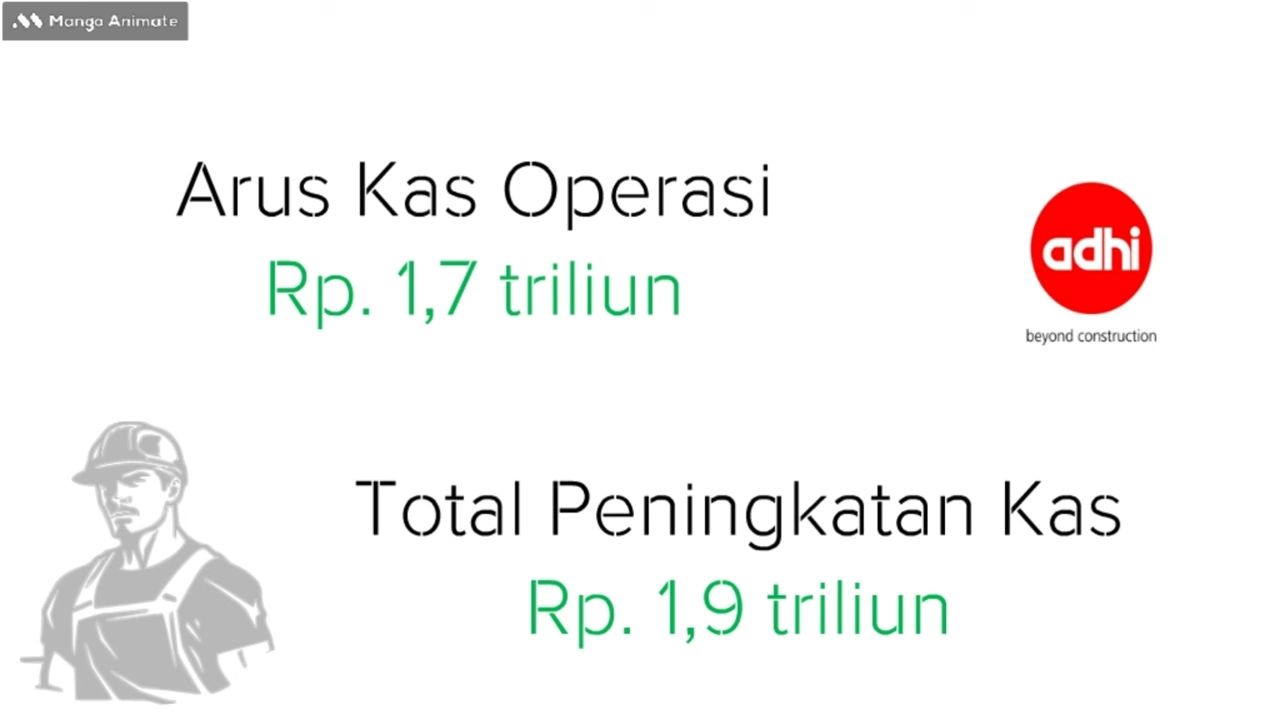 Manga Animate
Arus Kas Operasi
Rp. 1,7 triliun
adhi
beyond construction
Total Peningkatan Kas
Rp. 1,9 triliun